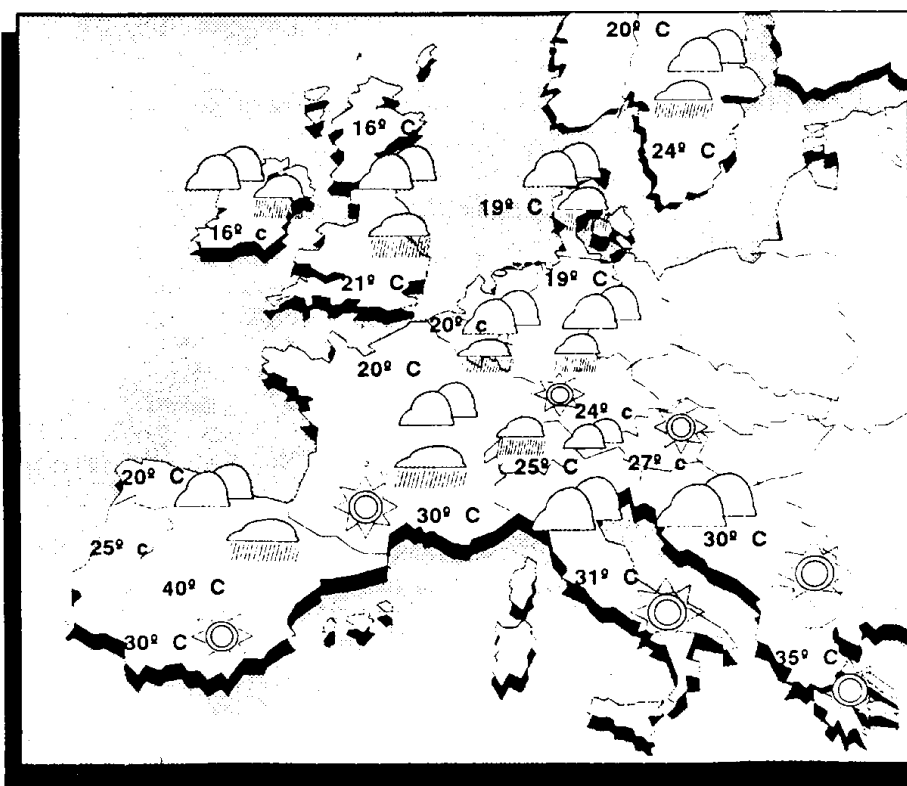 20º C
16º C
24º C
19º C
16º c
21º C
19º C
20º c
20º C
24º c
27º c
25º C
20º C
30º C
30º C
25º c
31º C
40º C
30º C
35º C